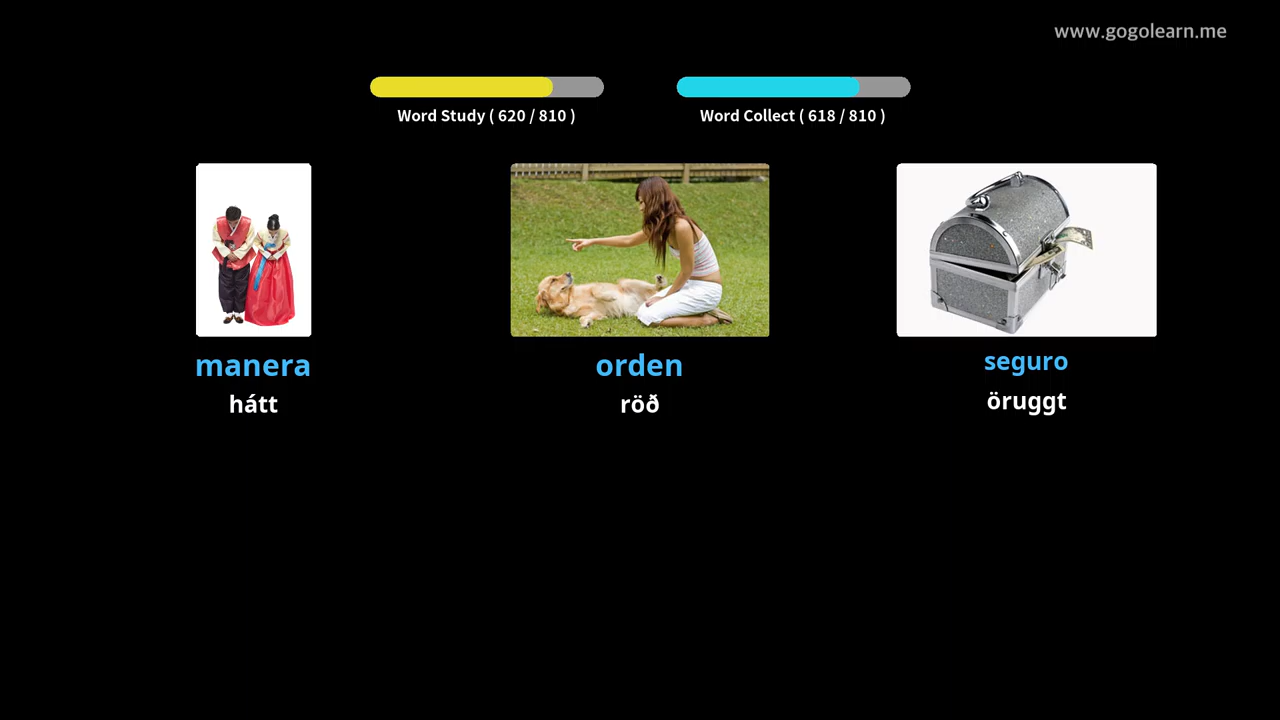 www.gogolearn.me
Word Study ( 620 / 810 )
Word Collect ( 618 / 810 )
manera
hátt
orden
röð
seguro
öruggt